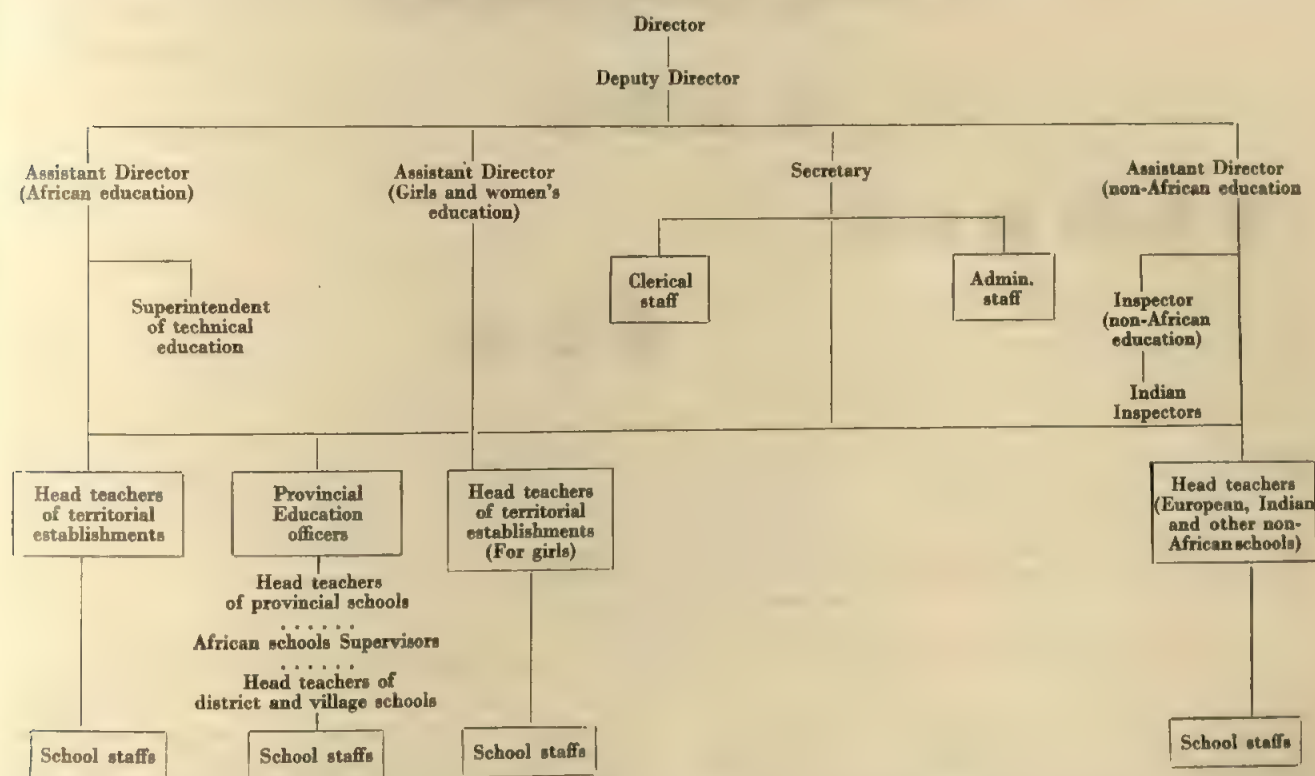 Director
Deputy Director
Assistant Director
(African education)
Assistant Director
(Girls and women's
education)
Secretary
Assistant Director
(non-African education
Superintendent
of technical
education
Clerical
staff
Admin.
staff
Inspector
(non-African
education)
Indian
Inspectors
Head teachers
of territorial
establishments
Provincial
Education
officers
Head teachers
of territorial
establishments
(For girls)
Head teachers
(European, Indian
and other non-
African schools)
Head teachers
of provincial schools
......
African schools Supervisors
......
Head teachers of
district and village schools
School staffs
School staffs
School staffs
School staffs